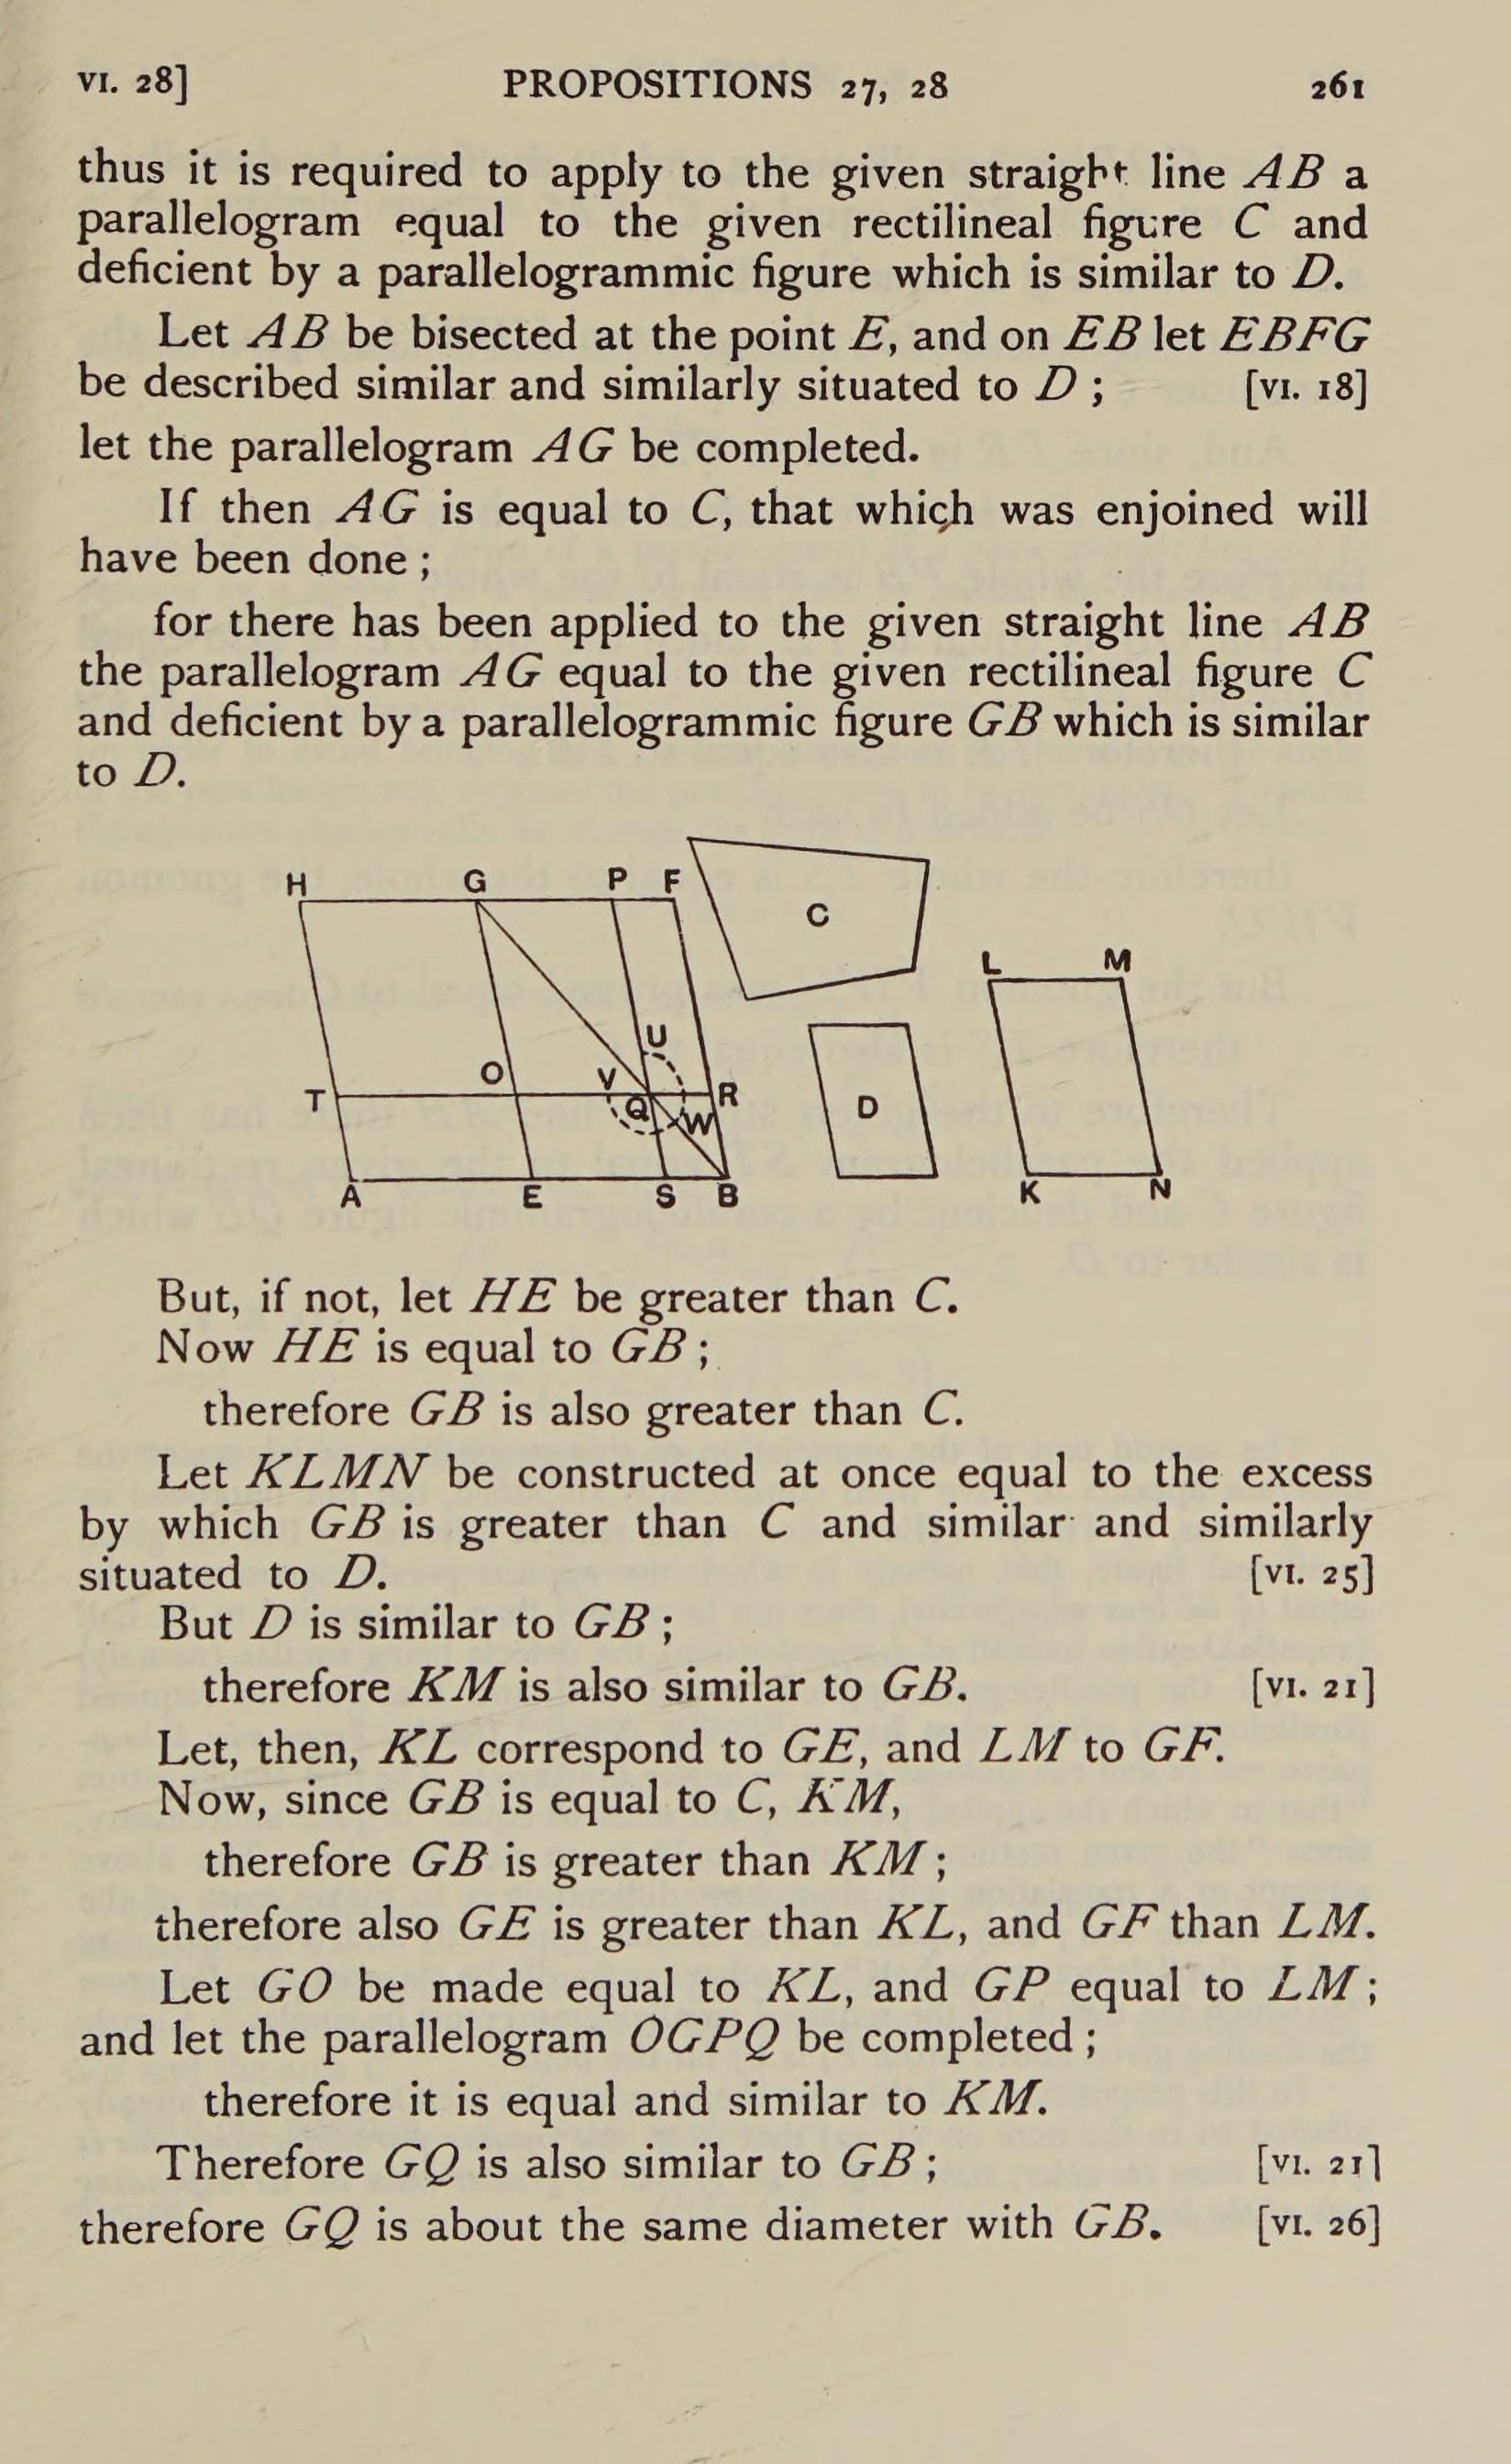 VI. 28] PROPOSITIONS 27, 28 261
thus it is required to apply to the given straight line AB a
parallelogram equal to the given rectilineal figure C and
deficient by a parallelogrammic figure which is similar to D.
Let AB be bisected at the point E, and on EB let EBFG
be described similar and similarly situated to D; [VI. 18]
let the parallelogram AG be completed.
If then AG is equal to C, that which was enjoined will
have been done;
for there has been applied to the given straight line AB
the parallelogram AG equal to the given rectilineal figure C
and deficient by a parallelogrammic figure GB which is similar
to D.
H G P F
C
L M
U
O V
T R
Q W
D
A E S B
K N
But, if not, let HE be greater than C.
Now HE is equal to GB;
therefore GB is also greater than C.
Let KLMN be constructed at once equal to the excess
by which GB is greater than C and similar and similarly
situated to D. [VI. 25]
But D is similar to GB;
therefore KM is also similar to GB. [VI. 21]
Let, then, KL correspond to GE, and LM to GF.
Now, since GB is equal to C, KM,
therefore GB is greater than KM;
therefore also GE is greater than KL, and GF than LM.
Let GO be made equal to KL, and GP equal to LM;
and let the parallelogram OGPQ be completed;
therefore it is equal and similar to KM.
Therefore GQ is also similar to GB; [VI. 21]
therefore GQ is about the same diameter with GB. [VI. 26]